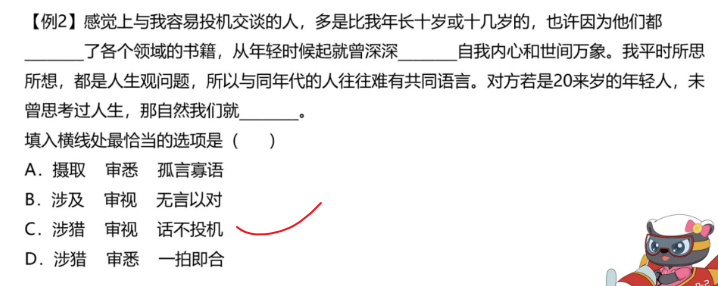 【例2】感觉上与我容易投机交谈的人，多是比我年长十岁或十几岁的，也许因为他们都
_______了各个领域的书籍，从年轻时候起就曾深深_______自我内心和世间万象。我平时所思
所想，都是人生观问题，所以与同年代的人往往难有共同语言。对方若是20来岁的年轻人，未
曾思考过人生，那自然我们就_______。
填入横线处最恰当的选项是（　　）
A．摄取　审悉　孤言寡语
B．涉及　审视　无言以对
C．涉猎　审视　话不投机
D．涉猎　审悉　一拍即合